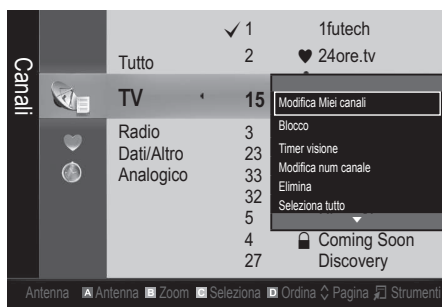 Canali
✓ 1 1futech
Tutto 2 ♥ 24ore.tv
TV 15
Modifica Miei canali
Blocco
Timer visione
Modifica num canale
Elimina
Seleziona tutto
Radio 3
Dati/Altro 23
Analogico 33
32
5
4 Coming Soon
27 Discovery
Antenna A Antenna B Zoom C Seleziona D Ordina Pagina Strumenti